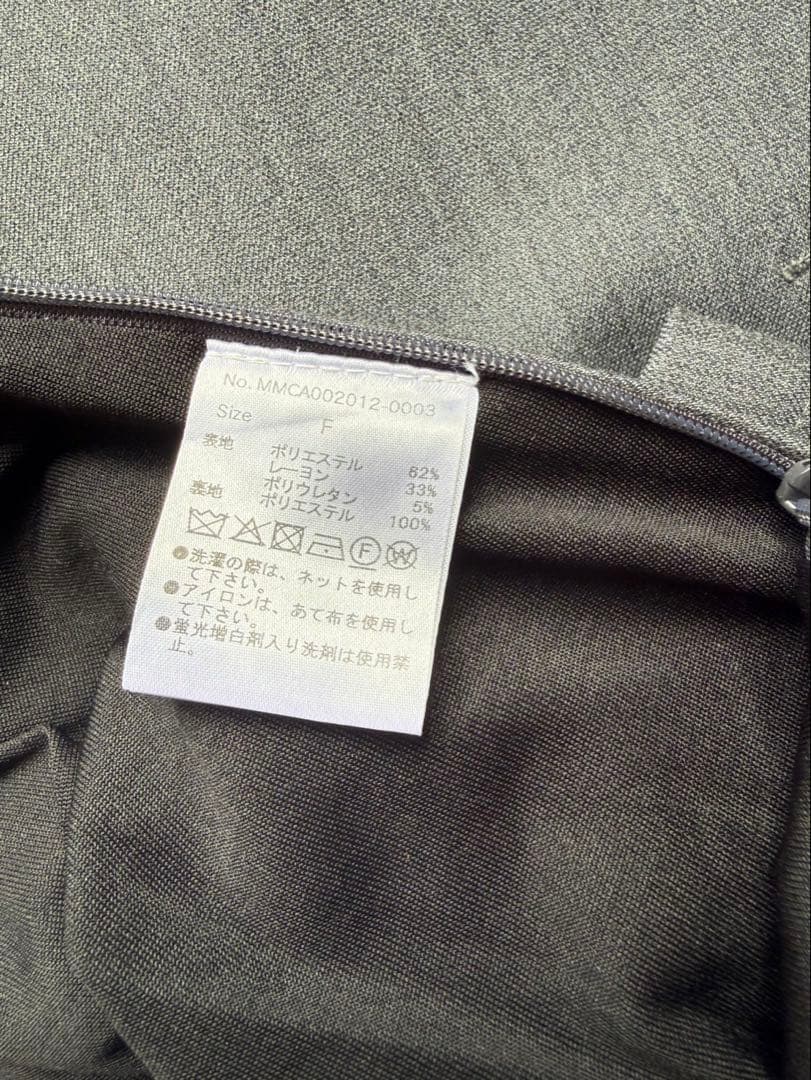 No. MMCA002012-0003
Size F
表地 ポリエステル 62%
レーヨン 33%
ポリウレタン 5%
裏地 ポリエステル 100%
F W
●洗濯の際は、ネットを使用し
て下さい。
●アイロンは、あて布を使用し
て下さい。
●蛍光増白剤入り洗剤は使用禁
止。